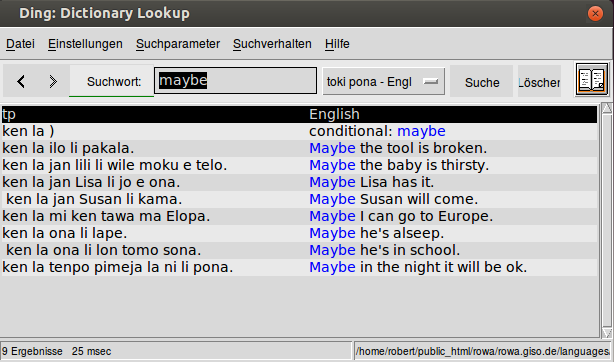 Ding: Dictionary Lookup
Datei Einstellungen Suchparameter Suchverhalten Hilfe
Suchwort: maybe toki pona - Engl Suche Löschen
tp English
ken la ) conditional: maybe
ken la ilo li pakala. Maybe the tool is broken.
ken la jan lili li wile moku e telo. Maybe the baby is thirsty.
ken la jan Lisa li jo e ona. Maybe Lisa has it.
ken la jan Susan li kama. Maybe Susan will come.
ken la mi ken tawa ma Elopa. Maybe I can go to Europe.
ken la ona li lape. Maybe he's alseep.
ken la ona li lon tomo sona. Maybe he's in school.
ken la tenpo pimeja la ni li pona. Maybe in the night it will be ok.
9 Ergebnisse 25 msec /home/robert/public_html/rowa/rowa.giso.de/languages